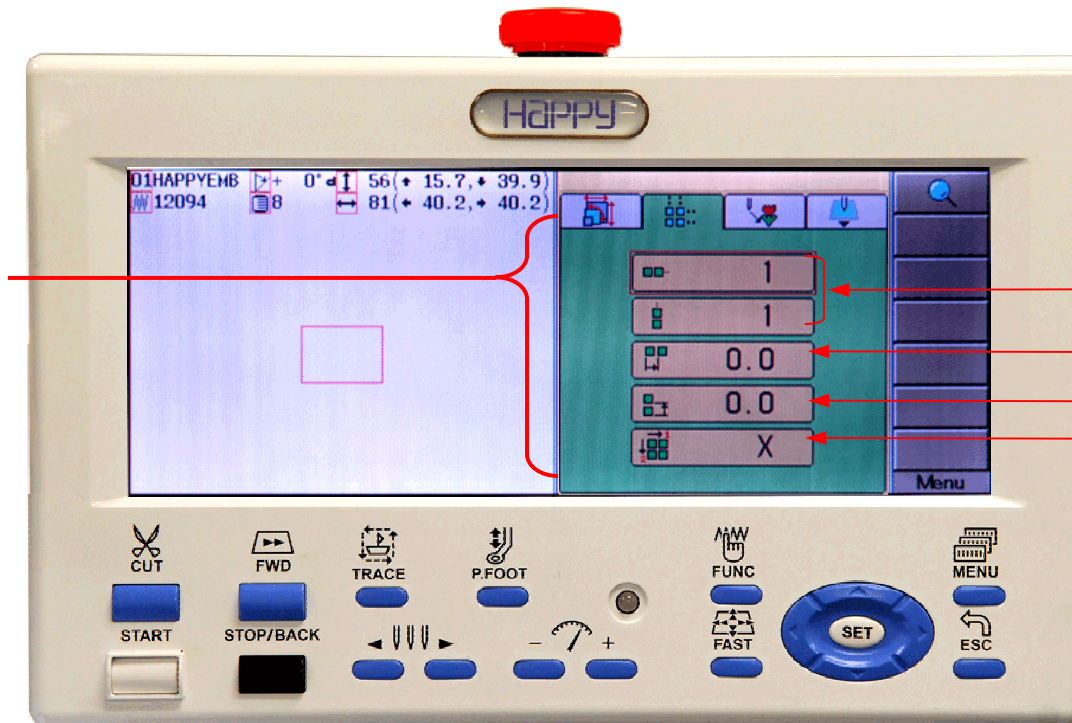 Happy
01HAPPYEMB + 0° d 56(↑ 15.7,↓ 39.9)
12094 8 ↔ 81(← 40.2,→ 40.2)
1
1
0.0
0.0
X
Menu
CUT FWD TRACE P.FOOT FUNC MENU
START STOP/BACK - + FAST SET ESC